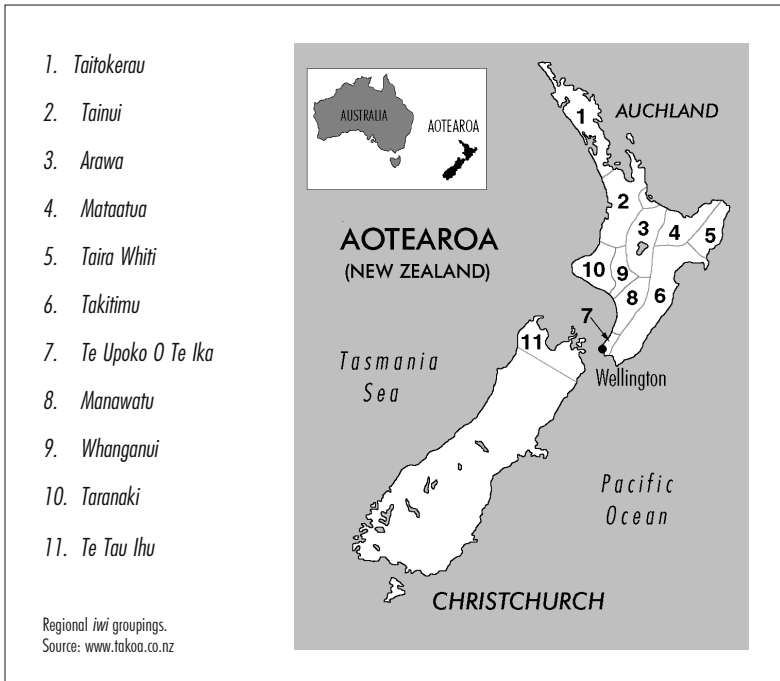 1. Taitokerau
2. Tainui
3. Arawa
4. Mataatua
5. Taira Whiti
6. Takitimu
7. Te Upoko O Te Ika
8. Manawatu
9. Whanganui
10. Taranaki
11. Te Tau Ihu
Regional iwi groupings.
Source: www.takoa.co.nz
AUSTRALIA
AOTEAROA
AUCHLAND
1
2
3
4
5
AOTEAROA
(NEW ZEALAND)
10
9
8
6
7
11
Wellington
Tasmania
Sea
Pacific
Ocean
CHRISTCHURCH